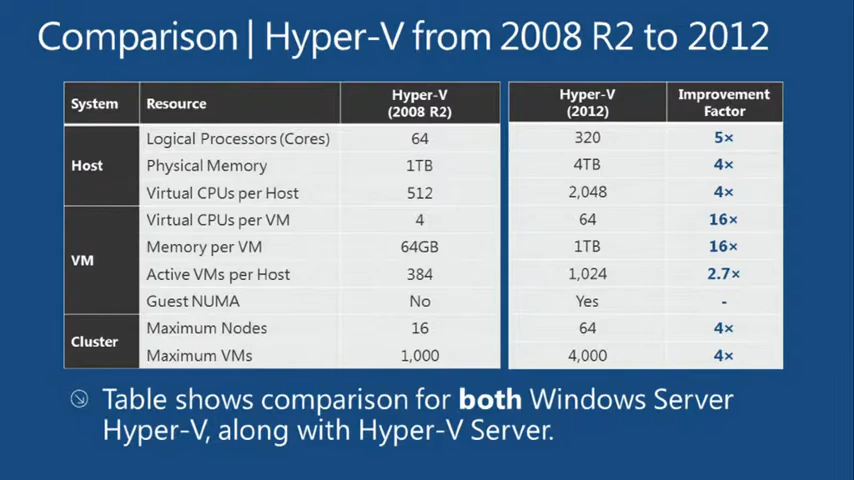 Comparison | Hyper-V from 2008 R2 to 2012
System Resource Hyper-V (2008 R2) Hyper-V (2012) Improvement Factor
Host Logical Processors (Cores) 64 320 5×
Physical Memory 1TB 4TB 4×
Virtual CPUs per Host 512 2,048 4×
VM Virtual CPUs per VM 4 64 16×
Memory per VM 64GB 1TB 16×
Active VMs per Host 384 1,024 2.7×
Guest NUMA No Yes -
Cluster Maximum Nodes 16 64 4×
Maximum VMs 1,000 4,000 4×
Table shows comparison for both Windows Server
Hyper-V, along with Hyper-V Server.